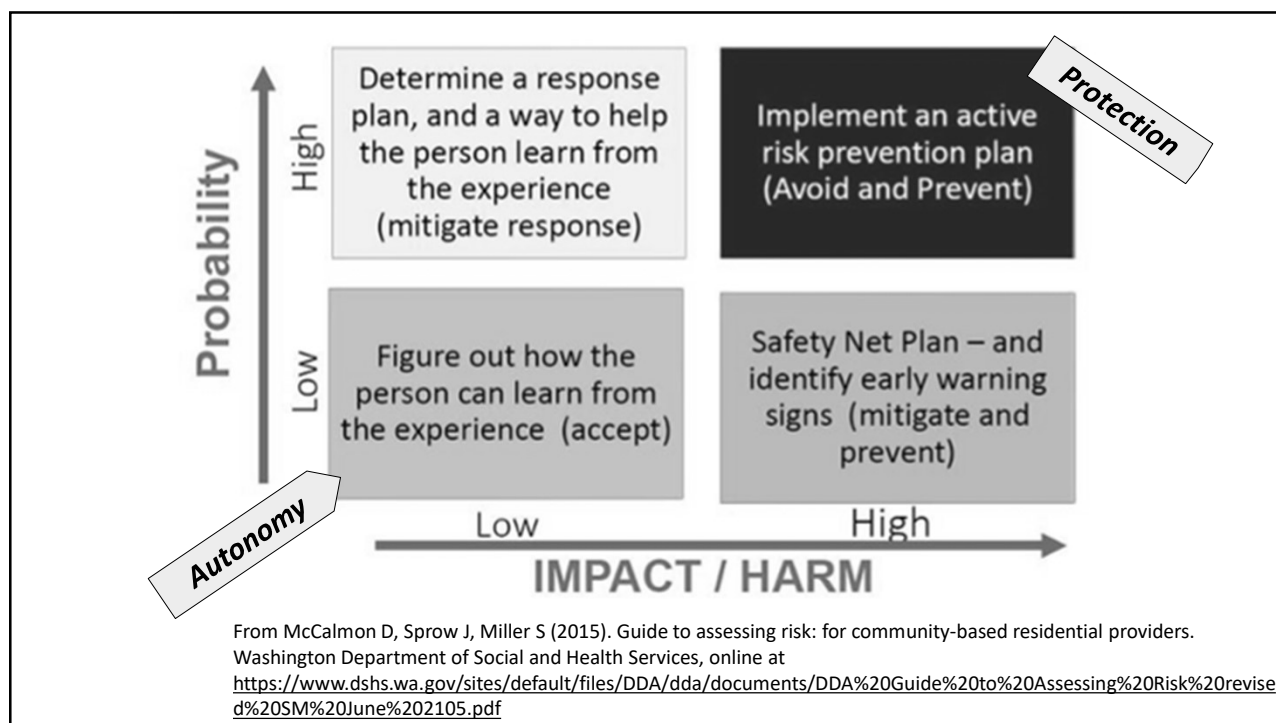 Protection
Determine a response
plan, and a way to help
the person learn from
the experience
(mitigate response)
Implement an active
risk prevention plan
(Avoid and Prevent)
High
Probability
Low
Figure out how the
person can learn from
the experience (accept)
Safety Net Plan – and
identify early warning
signs (mitigate and
prevent)
Autonomy
Low
High
IMPACT / HARM
From McCalmon D, Sprow J, Miller S (2015). Guide to assessing risk: for community-based residential providers.
Washington Department of Social and Health Services, online at
https://www.dshs.wa.gov/sites/default/files/DDA/dda/documents/DDA%20Guide%20to%20Assessing%20Risk%20revise
d%20SM%20June%202105.pdf